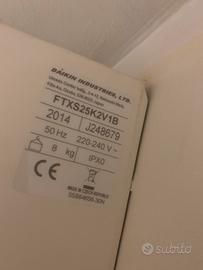 DAIKIN INDUSTRIES, LTD.
FTXS25K2V1B
2014 J248679
50 Hz 220-240 V ~
8 kg IPX0
CE
MADE IN CZECH REPUBLIC
subito